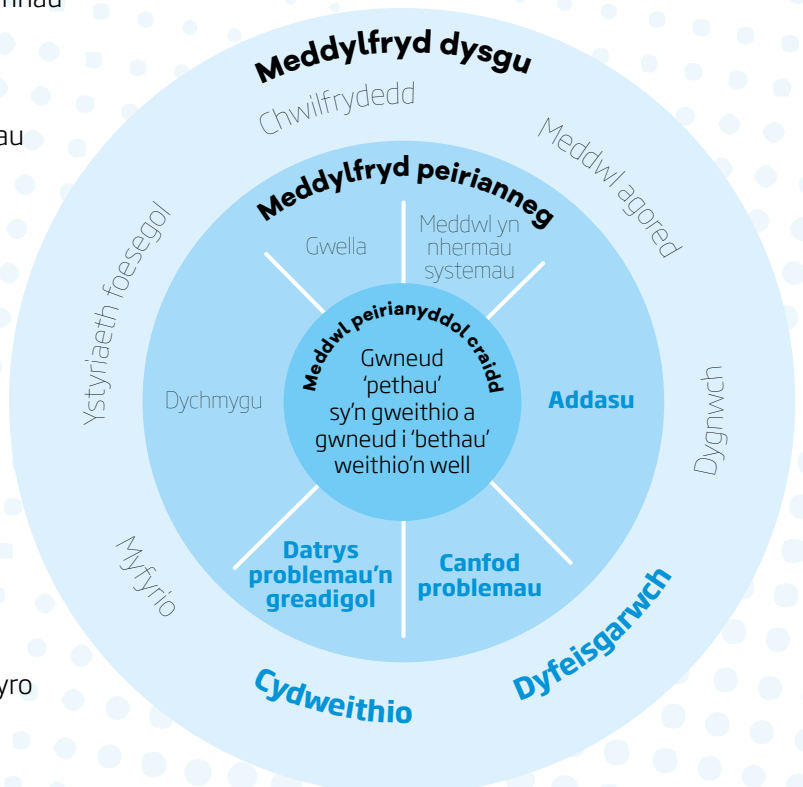 Meddylfryd dysgu
Chwilfrydedd
Meddwl agored
Dygnwch
Dyfeisgarwch
Cydweithio
Myfyrio
Ystyriaeth foesegol
Meddylfryd peirianneg
Gwella
Meddwl yn
nhermau
systemau
Addasu
Canfod
problemau
Datrys
problemau'n
greadigol
Dychmygu
Meddwl peirianyddol craidd
Gwneud
‘pethau’
sy'n gweithio a
gwneud i ‘bethau’
weithio'n well